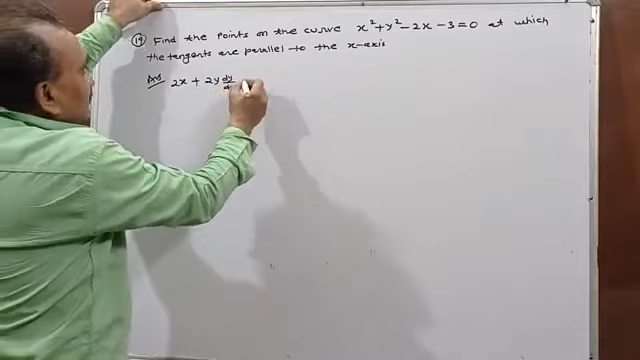 (19) Find the points on the curve x² + y² - 2x - 3 = 0 at which
the tangents are parallel to the x-axis
Ans 2x + 2y dy/d